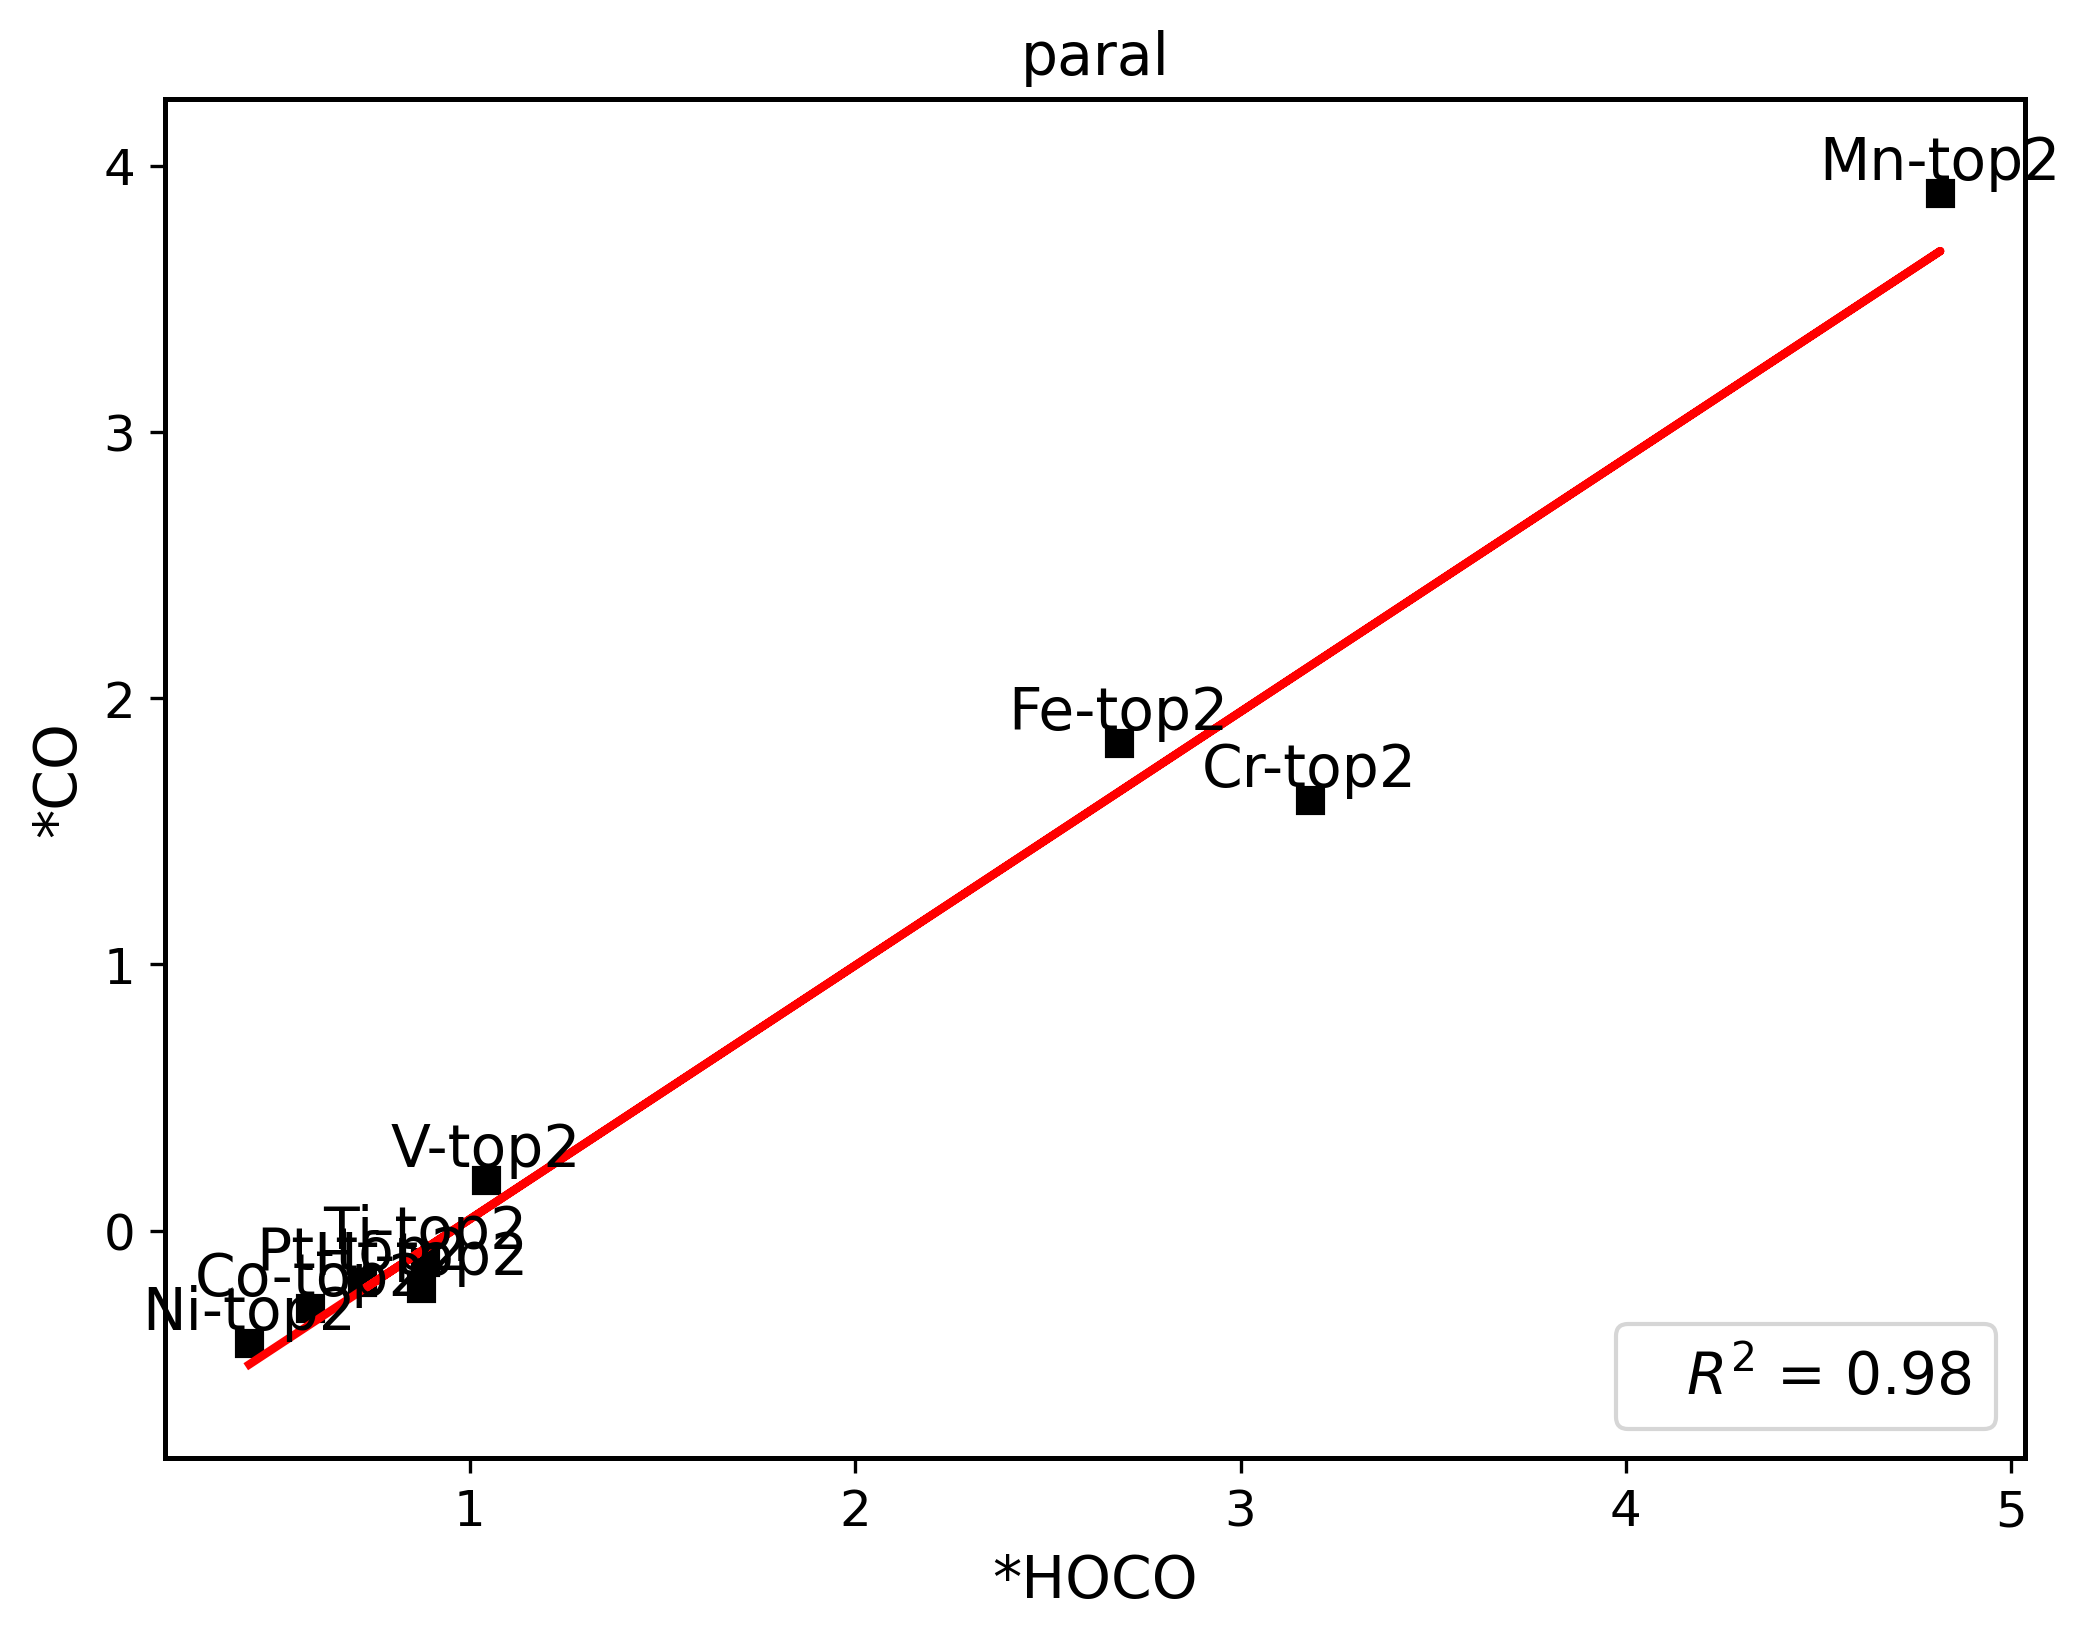 paral
4
3
2
1
0
*CO
Mn-top2
Fe-top2
Cr-top2
V-top2
Ti-top2
Co-top2
Ni-top2
R² = 0.98
1
2
3
4
5
*HOCO